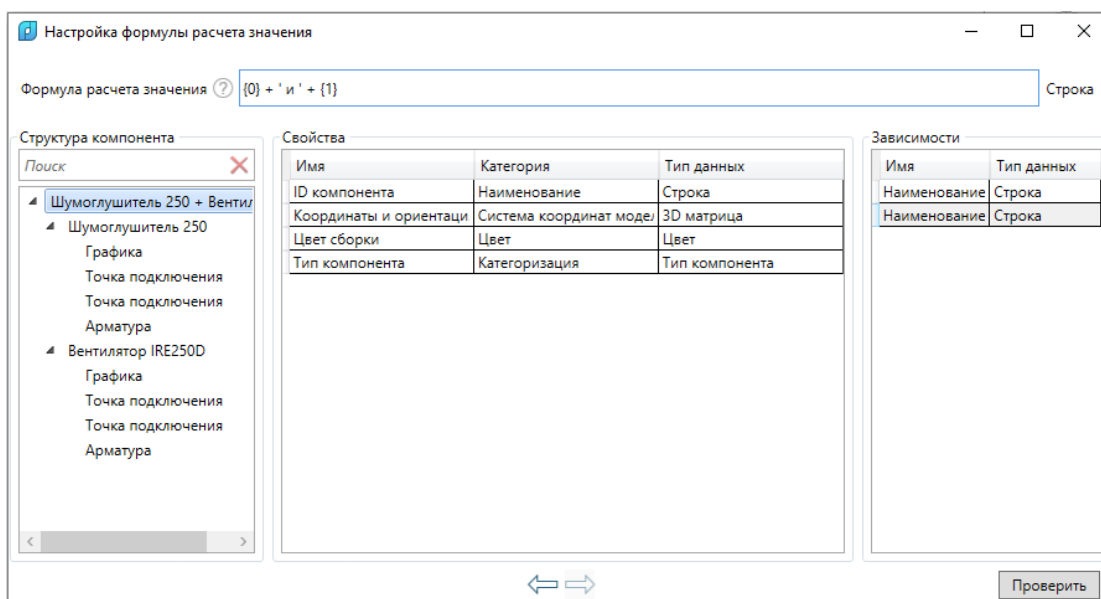 Настройка формулы расчета значения
Формула расчета значения ? {0} + ' и ' + {1} Строка
Структура компонента
Поиск
Шумоглушитель 250 + Вентил
Шумоглушитель 250
Графика
Точка подключения
Точка подключения
Арматура
Вентилятор IRE250D
Графика
Точка подключения
Точка подключения
Арматура
Свойства
Имя Категория Тип данных
ID компонента Наименование Строка
Координаты и ориентаци Система координат модел 3D матрица
Цвет сборки Цвет Цвет
Тип компонента Категоризация Тип компонента
Зависимости
Имя Тип данных
Наименование Строка
Наименование Строка
Проверить